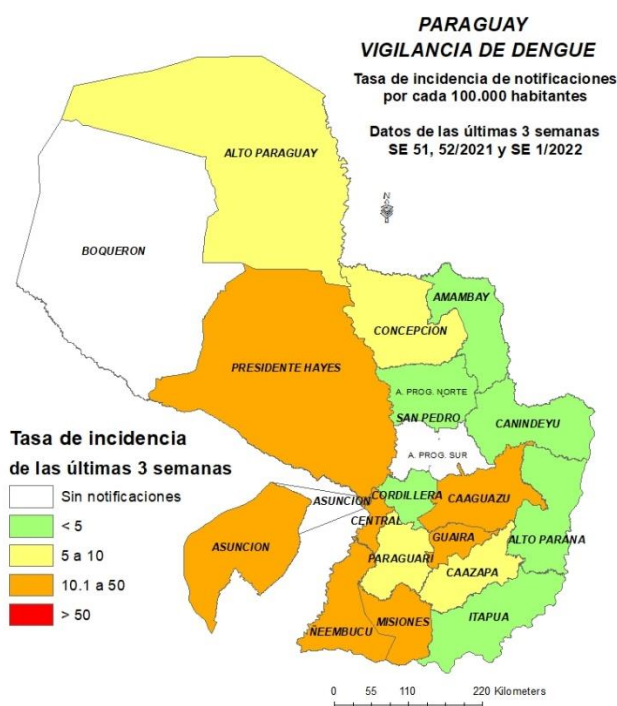 PARAGUAY
VIGILANCIA DE DENGUE
Tasa de incidencia de notificaciones
por cada 100.000 habitantes
Datos de las últimas 3 semanas
SE 51, 52/2021 y SE 1/2022
N
ALTO PARAGUAY
BOQUERON
AMAMBAY
CONCEPCIÓN
PRESIDENTE HAYES
A. PROG. NORTE
SAN PEDRO
CANINDEYU
A. PROG. SUR
ASUNCION
CORDILLERA
CAAGUAZU
CENTRAL
ASUNCION
GUAIRA
ALTO PARANA
PARAGUARI
CAAZAPA
ÑEEMBUCU
MISIONES
ITAPUA
Tasa de incidencia
de las últimas 3 semanas
Sin notificaciones
< 5
5 a 10
10.1 a 50
> 50
0 55 110 220 Kilometers